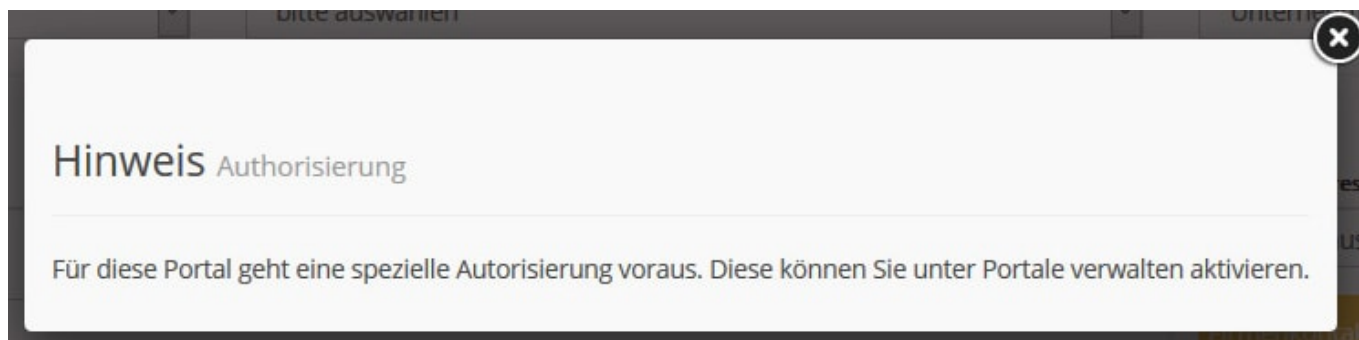 bitte auswählen
Hinweis Authorisierung
Für diese Portal geht eine spezielle Autorisierung voraus. Diese können Sie unter Portale verwalten aktivieren.